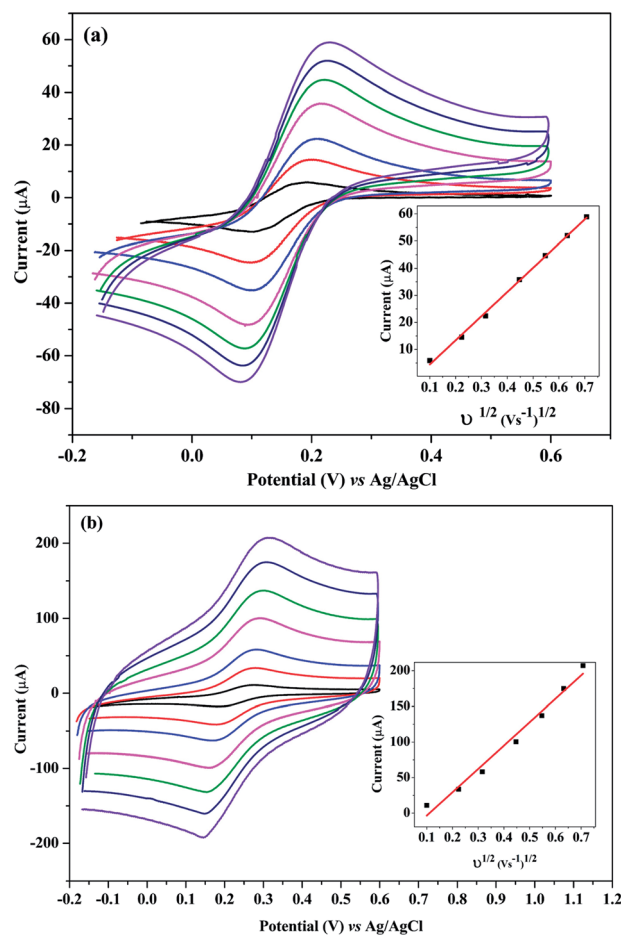 (a)
60
40
20
0
-20
-40
-60
-80
Current (μA)
-0.2 0.0 0.2 0.4 0.6
Potential (V) vs Ag/AgCl
60
50
40
30
20
10
Current (μA)
0.1 0.2 0.3 0.4 0.5 0.6 0.7
υ 1/2 (Vs-1)1/2
(b)
200
100
0
-100
-200
Current (μA)
-0.2 -0.1 0.0 0.1 0.2 0.3 0.4 0.5 0.6 0.7 0.8 0.9 1.0 1.1 1.2
Potential (V) vs Ag/AgCl
200
150
100
50
0
Current (μA)
0.1 0.2 0.3 0.4 0.5 0.6 0.7
υ1/2 (Vs-1)1/2